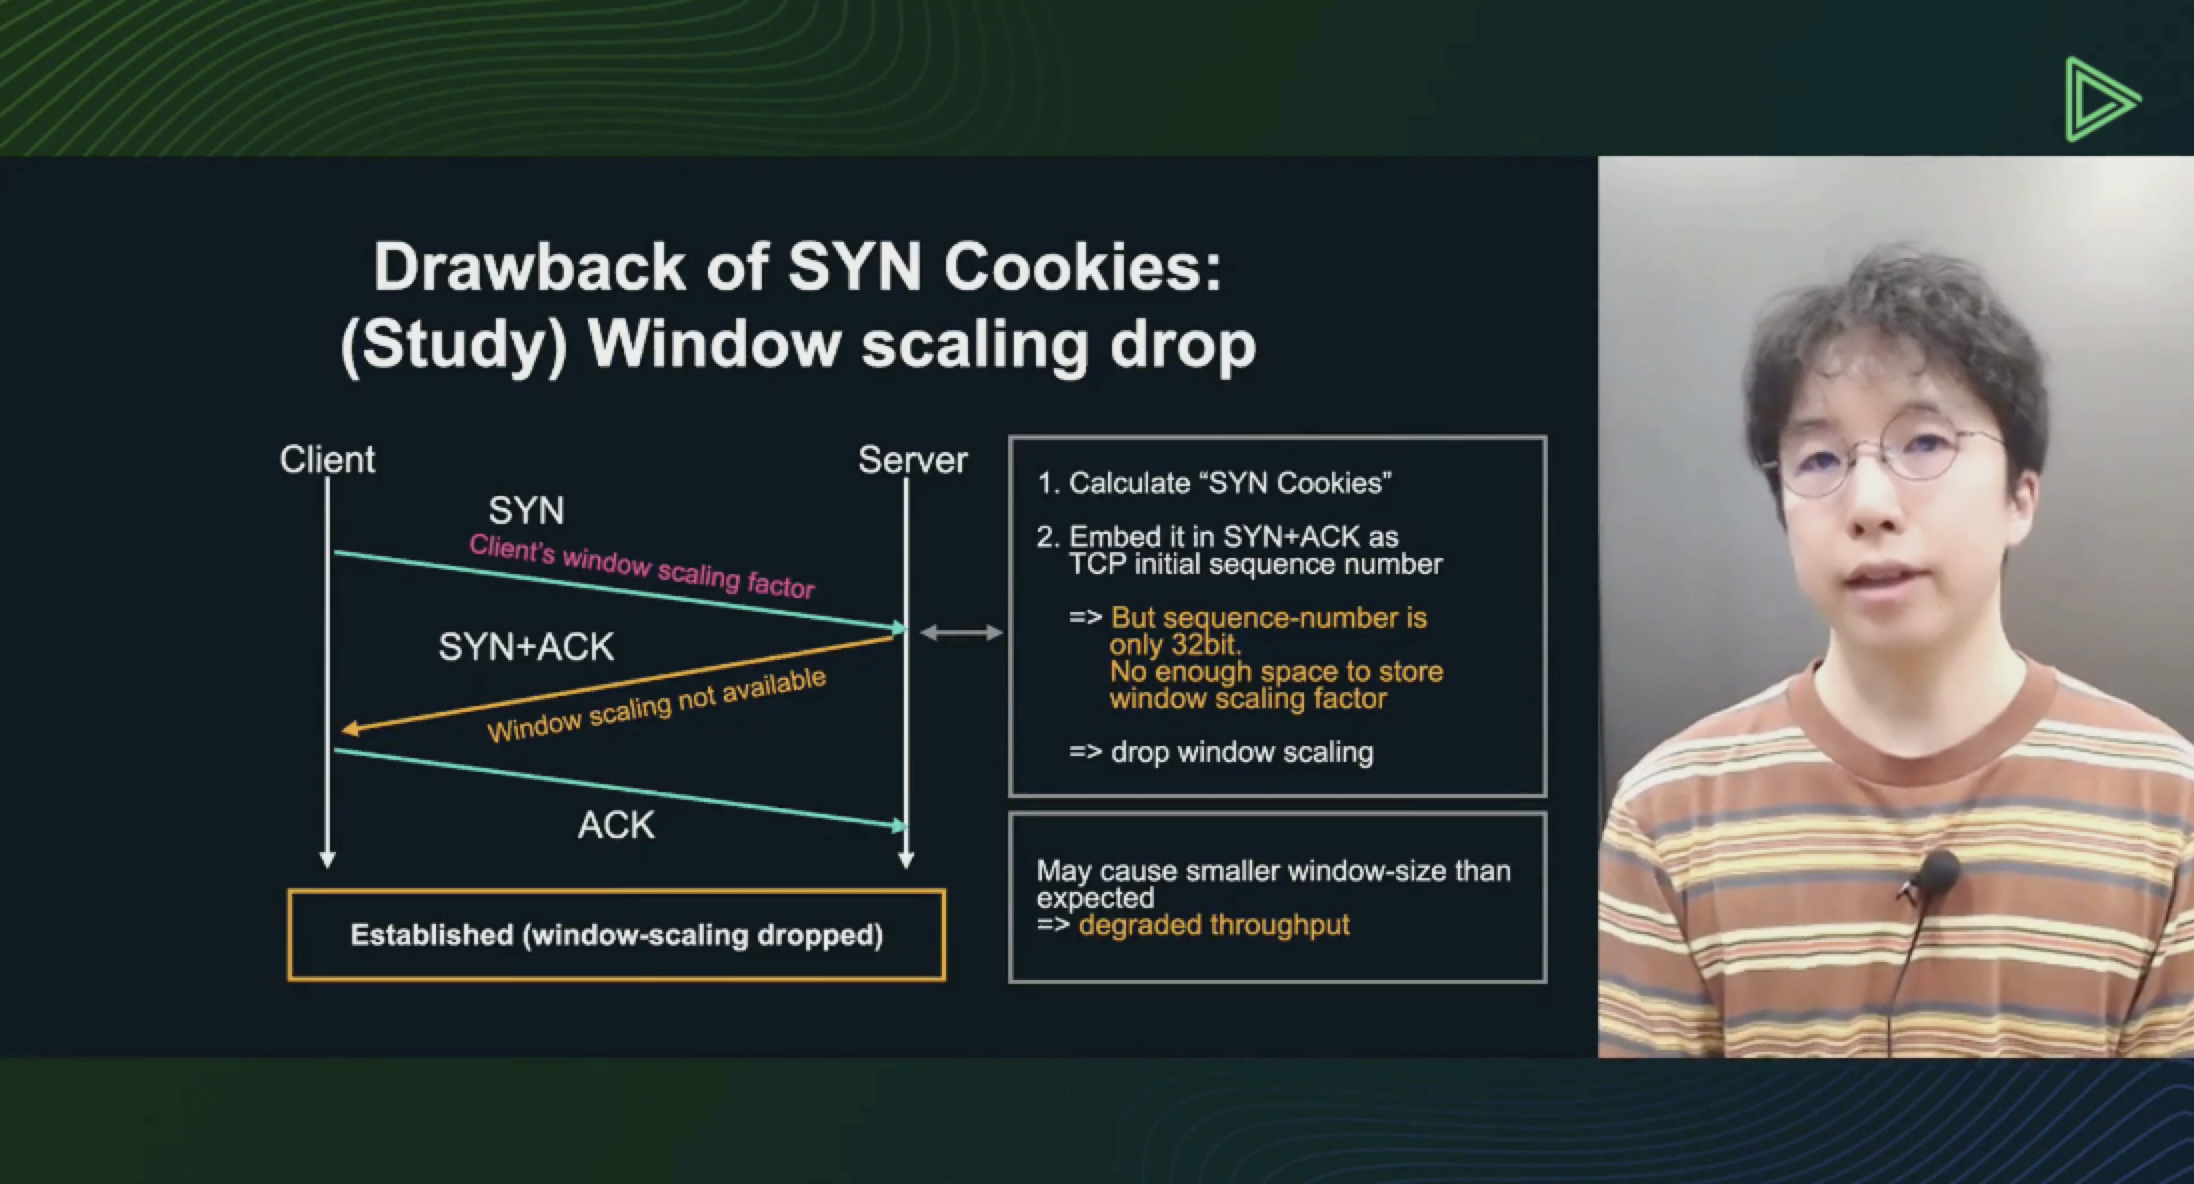 Drawback of SYN Cookies:
(Study) Window scaling drop
Client
Server
SYN
Client's window scaling factor
SYN+ACK
Window scaling not available
ACK
Established (window-scaling dropped)
1. Calculate “SYN Cookies”
2. Embed it in SYN+ACK as
TCP initial sequence number
=> But sequence-number is
only 32bit.
No enough space to store
window scaling factor
=> drop window scaling
May cause smaller window-size than
expected
=> degraded throughput